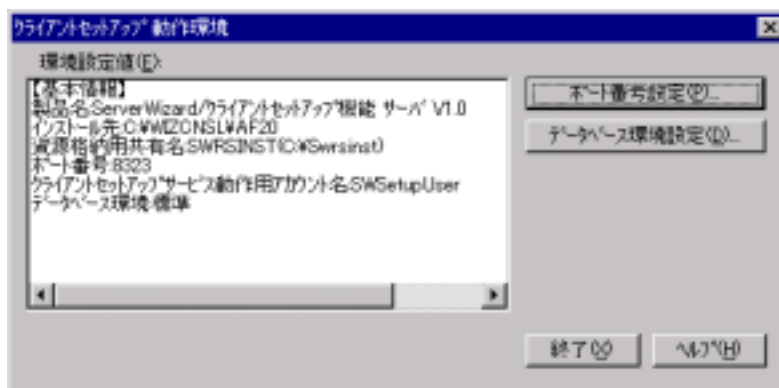 クライアントセットアップ動作環境
環境設定値(E):
【基本情報】
製品名:ServerWizard/クライアントセットアップ機能 サーバ V1.0
インストール先:C:¥WIZCNSL¥AF20
資源格納用共有名:SWRSINST(C:¥Swrsinst)
ポート番号:8323
クライアントセットアップサービス動作用アカウント名:SWSetupUser
データベース環境:標準
ポート番号設定(P)...
データベース環境設定(D)...
終了(X)
ヘルプ(H)